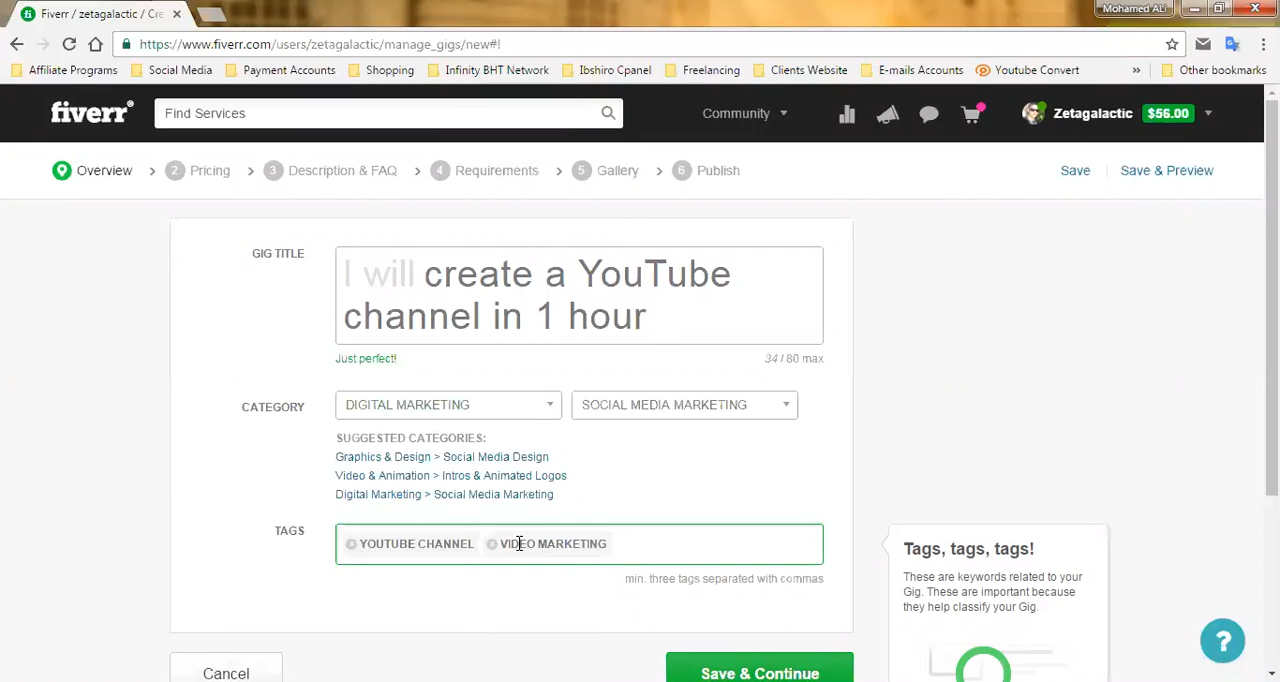 Fiverr / zetagalactic / Cre
Mohamed ALi
https://www.fiverr.com/users/zetagalactic/manage_gigs/new#!
Affiliate Programs Social Media Payment Accounts Shopping Infinity3HT Network Ibshiro Cpanel Freelancing Clients Website E-mails Accounts Youtube Convert » Other bookmarks
fiverr® Find Services Community Zetagalactic $56.00
Overview 2 Pricing 3 Description & FAQ 4 Requirements 5 Gallery 6 Publish Save Save & Preview
GIG TITLE
I will create a YouTube
channel in 1 hour
Just perfect! 34 / 80 max
CATEGORY DIGITAL MARKETING SOCIAL MEDIA MARKETING
SUGGESTED CATEGORIES:
Graphics & Design > Social Media Design
Video & Animation > Intros & Animated Logos
Digital Marketing > Social Media Marketing
TAGS YOUTUBE CHANNEL VIDEO MARKETING
min. three tags separated with commas
Tags, tags, tags!
These are keywords related to your
Gig. These are important because
they help classify your Gig.
?
Cancel Save & Continue